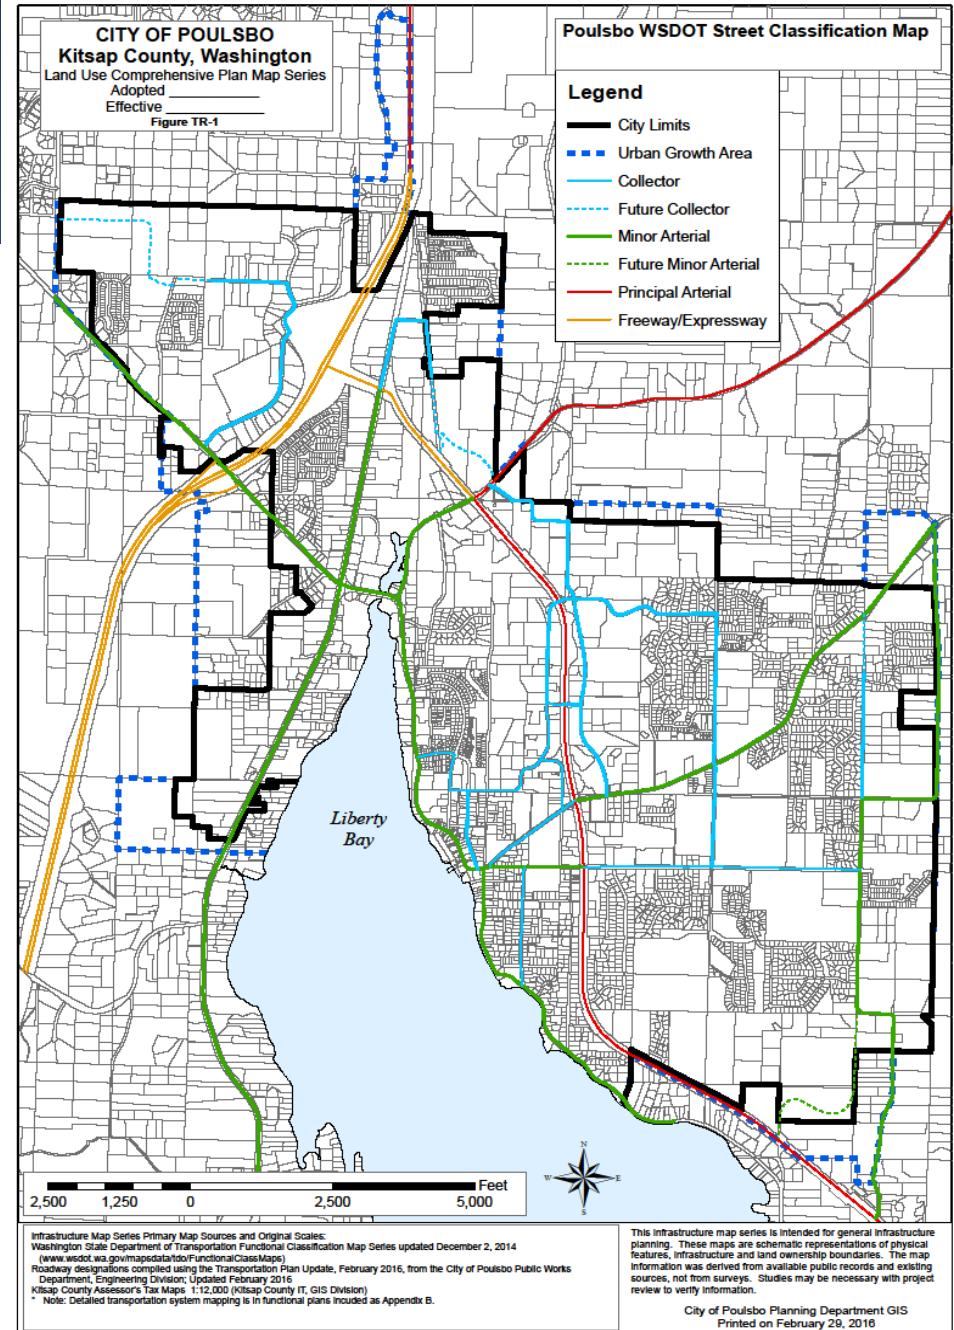 CITY OF POULSBO
Kitsap County, Washington
Land Use Comprehensive Plan Map Series
Adopted ____________
Effective _____________
Figure TR-1
Poulsbo WSDOT Street Classification Map
Legend
City Limits
Urban Growth Area
Collector
Future Collector
Minor Arterial
Future Minor Arterial
Principal Arterial
Freeway/Expressway
Liberty
Bay
N
W
E
S
Feet
2,500 1,250 0 2,500 5,000
Infrastructure Map Series Primary Map Sources and Original Scales:
Washington State Department of Transportation Functional Classification Map Series updated December 2, 2014
(www.wsdot.wa.gov/mapsdata/tdo/FunctionalClassMaps)
Roadway designations compiled using the Transportation Plan Update, February 2016, from the City of Poulsbo Public Works
Department, Engineering Division; Updated February 2016
Kitsap County Assessor's Tax Maps 1:12,000 (Kitsap County IT, GIS Division)
* Note: Detailed transportation system mapping is in functional plans incuded as Appendix B.
This infrastructure map series is intended for general infrastructure
planning. These maps are schematic representations of physical
features, infrastructure and land ownership boundaries. The map
information was derived from available public records and existing
sources, not from surveys. Studies may be necessary with project
review to verify information.
City of Poulsbo Planning Department GIS
Printed on February 29, 2016